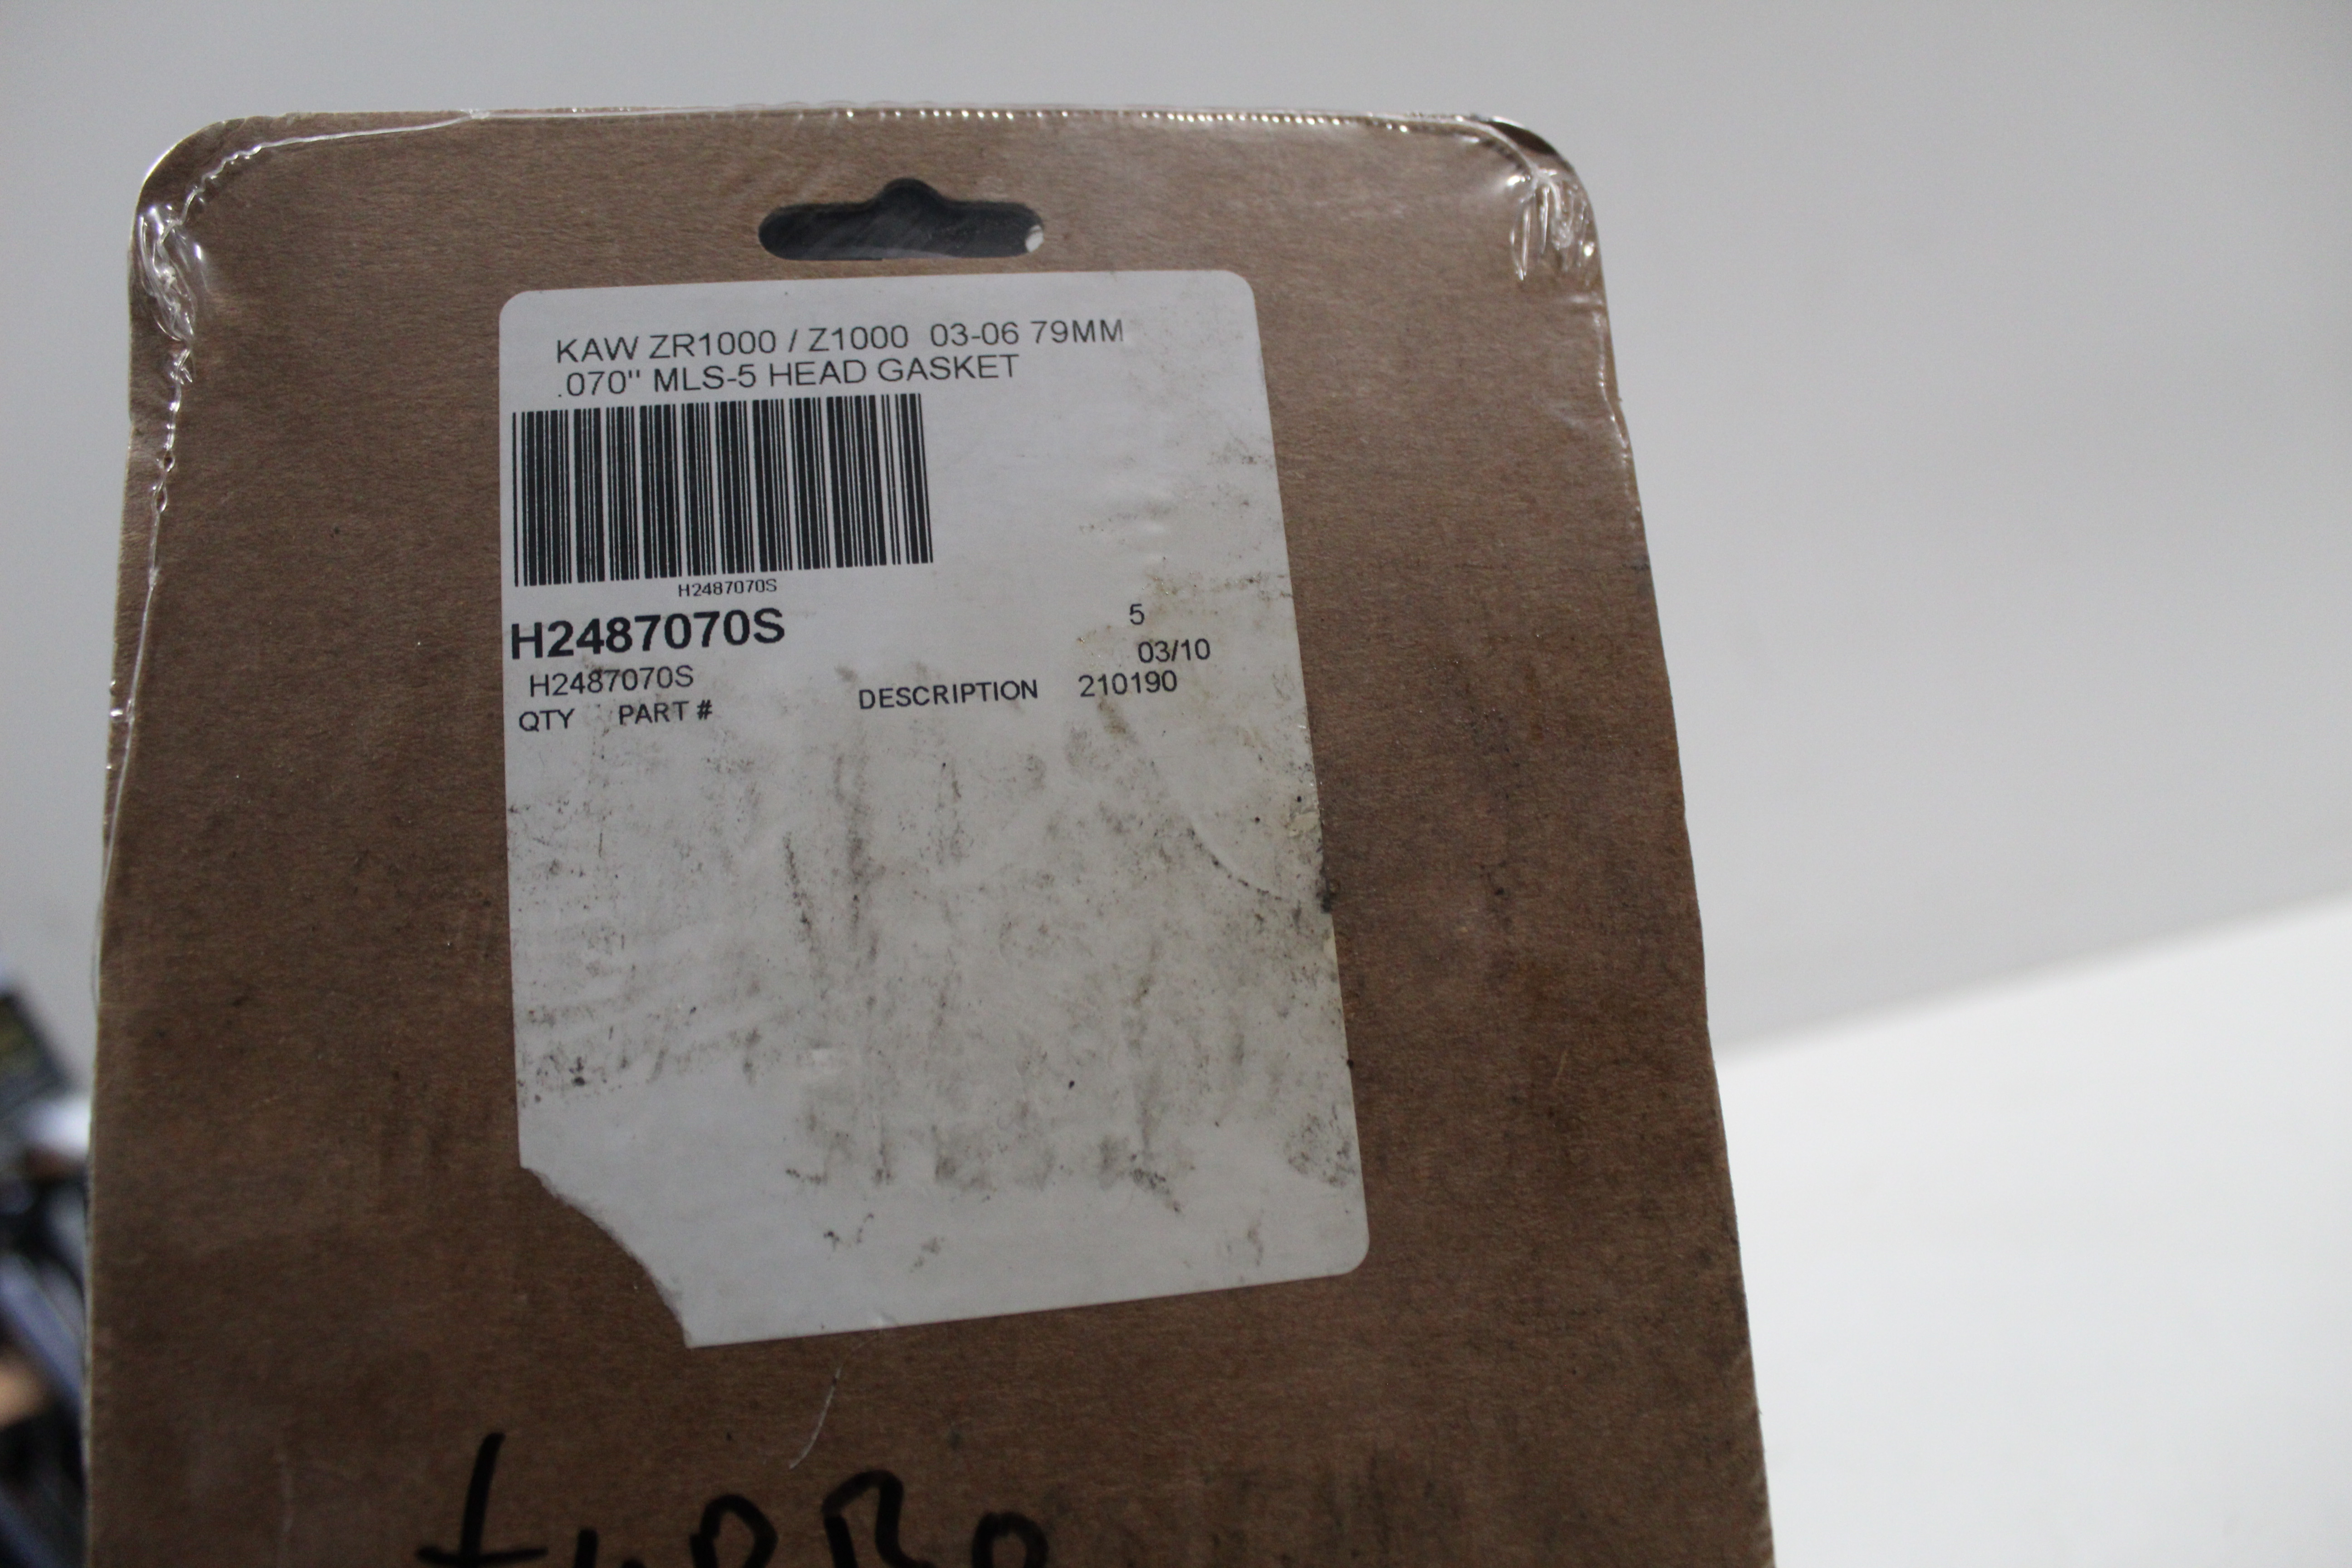 KAW ZR1000 / Z1000 03-06 79MM
.070" MLS-5 HEAD GASKET
H2487070S
H2487070S
5
03/10
H2487070S
210190
QTY PART # DESCRIPTION